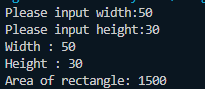 Please input width:50
Please input height:30
Width : 50
Height : 30
Area of rectangle: 1500